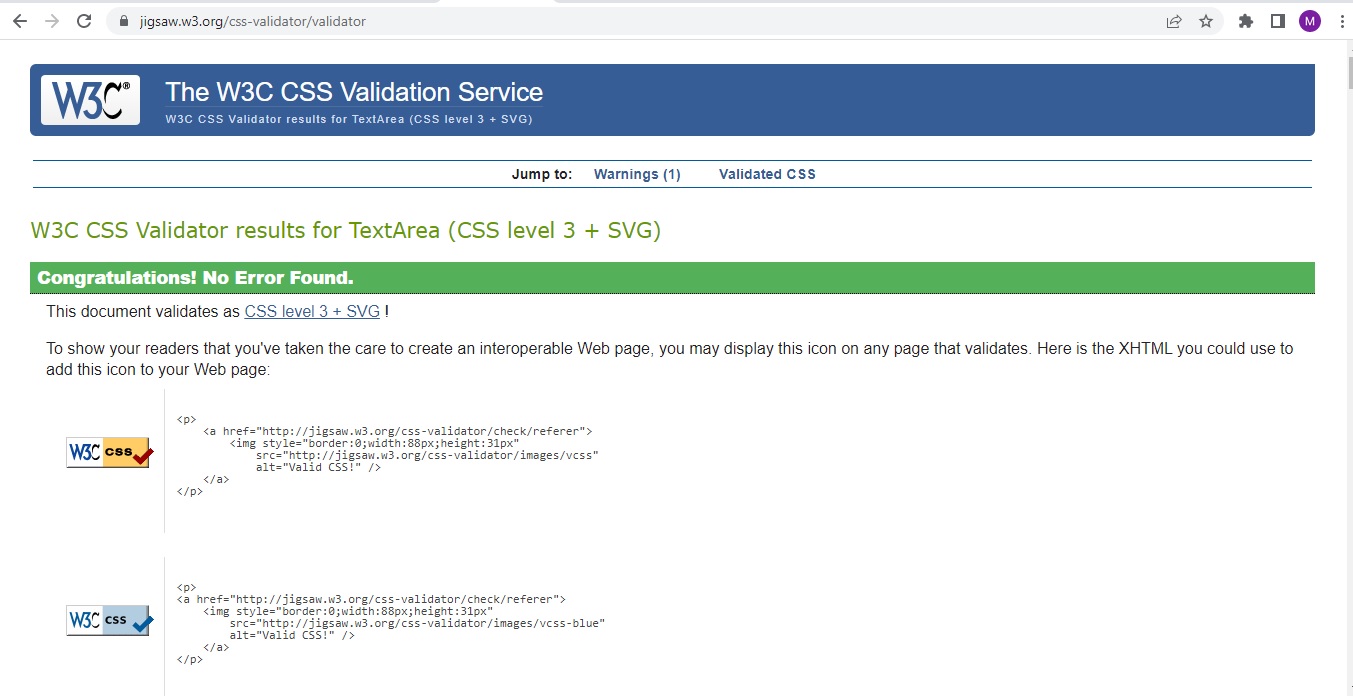 jigsaw.w3.org/css-validator/validator
M
W3C®
The W3C CSS Validation Service
W3C CSS Validator results for TextArea (CSS level 3 + SVG)
Jump to: Warnings (1) Validated CSS
W3C CSS Validator results for TextArea (CSS level 3 + SVG)
Congratulations! No Error Found.
This document validates as CSS level 3 + SVG !
To show your readers that you've taken the care to create an interoperable Web page, you may display this icon on any page that validates. Here is the XHTML you could use to
add this icon to your Web page:
W3C css
<p>
<a href="http://jigsaw.w3.org/css-validator/check/referer">
<img style="border:0;width:88px;height:31px"
src="http://jigsaw.w3.org/css-validator/images/vcss"
alt="Valid CSS!" />
</a>
</p>
W3C css
<p>
<a href="http://jigsaw.w3.org/css-validator/check/referer">
<img style="border:0;width:88px;height:31px"
src="http://jigsaw.w3.org/css-validator/images/vcss-blue"
alt="Valid CSS!" />
</a>
</p>